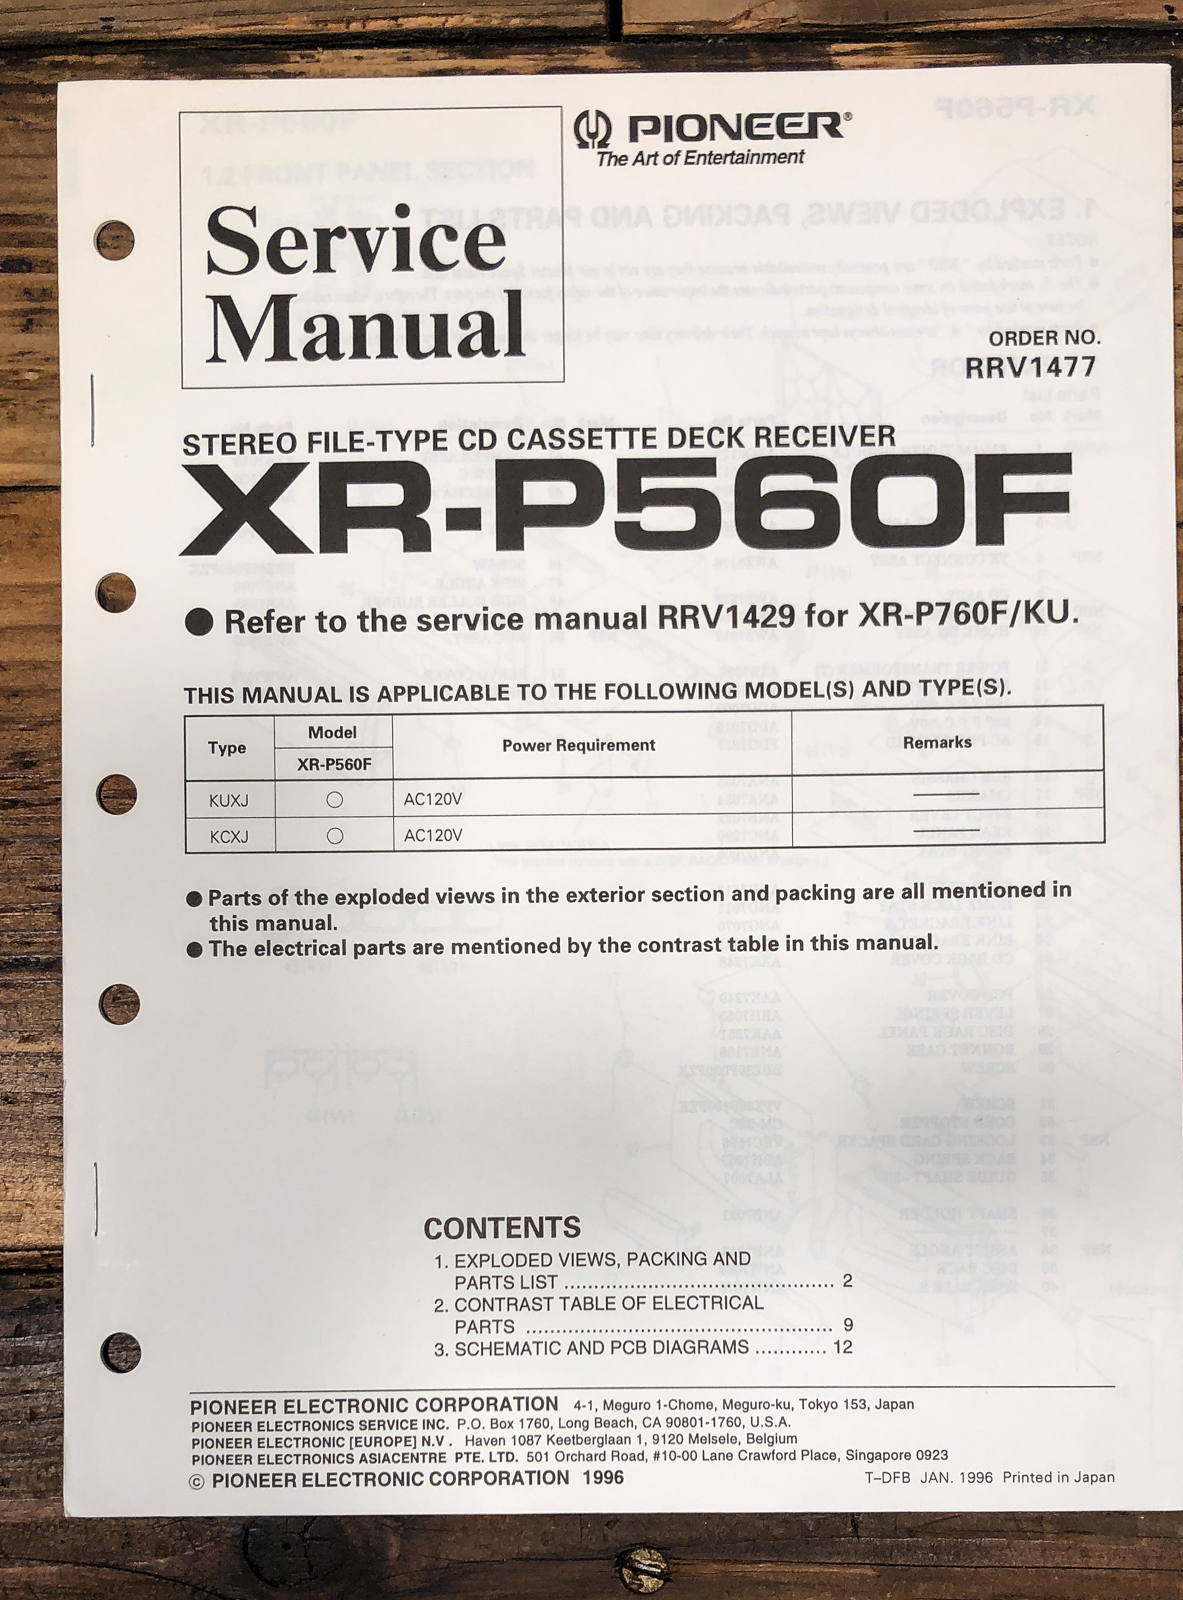 Service
Manual
PIONEER®
The Art of Entertainment
ORDER NO.
RRV1477
STEREO FILE-TYPE CD CASSETTE DECK RECEIVER
XR-P560F
● Refer to the service manual RRV1429 for XR-P760F/KU.
THIS MANUAL IS APPLICABLE TO THE FOLLOWING MODEL(S) AND TYPE(S).
Type Model Power Requirement Remarks
XR-P560F
KUXJ ○ AC120V ———
KCXJ ○ AC120V ———
● Parts of the exploded views in the exterior section and packing are all mentioned in
this manual.
● The electrical parts are mentioned by the contrast table in this manual.
CONTENTS
1. EXPLODED VIEWS, PACKING AND
PARTS LIST ............................................. 2
2. CONTRAST TABLE OF ELECTRICAL
PARTS ................................................... 9
3. SCHEMATIC AND PCB DIAGRAMS ............ 12
PIONEER ELECTRONIC CORPORATION 4-1, Meguro 1-Chome, Meguro-ku, Tokyo 153, Japan
PIONEER ELECTRONICS SERVICE INC. P.O. Box 1760, Long Beach, CA 90801-1760, U.S.A.
PIONEER ELECTRONIC [EUROPE] N.V. Haven 1087 Keetberglaan 1, 9120 Melsele, Belgium
PIONEER ELECTRONICS ASIACENTRE PTE. LTD. 501 Orchard Road, #10-00 Lane Crawford Place, Singapore 0923
© PIONEER ELECTRONIC CORPORATION 1996 T–DFB JAN. 1996 Printed in Japan